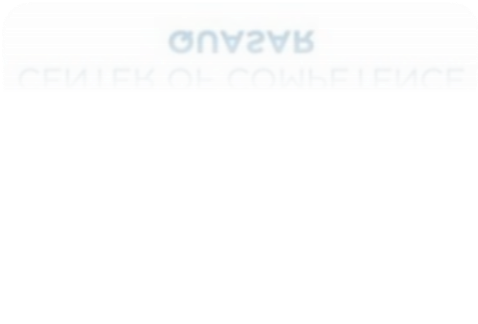 QUASAR
CENTER OF COMPETENCE